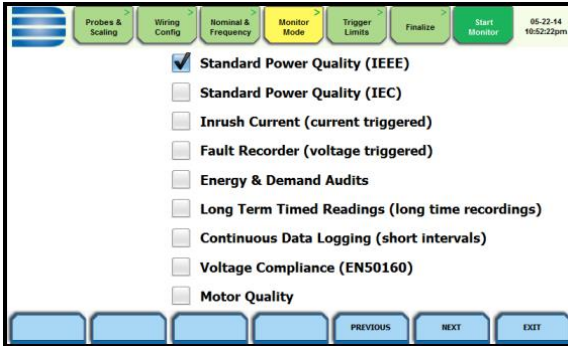 Probes &
Scaling
Wiring
Config
Nominal &
Frequency
Monitor
Mode
Trigger
Limits
Finalize
Start
Monitor
05-22-14
10:52:22pm
Standard Power Quality (IEEE)
Standard Power Quality (IEC)
Inrush Current (current triggered)
Fault Recorder (voltage triggered)
Energy & Demand Audits
Long Term Timed Readings (long time recordings)
Continuous Data Logging (short intervals)
Voltage Compliance (EN50160)
Motor Quality
PREVIOUS
NEXT
EXIT